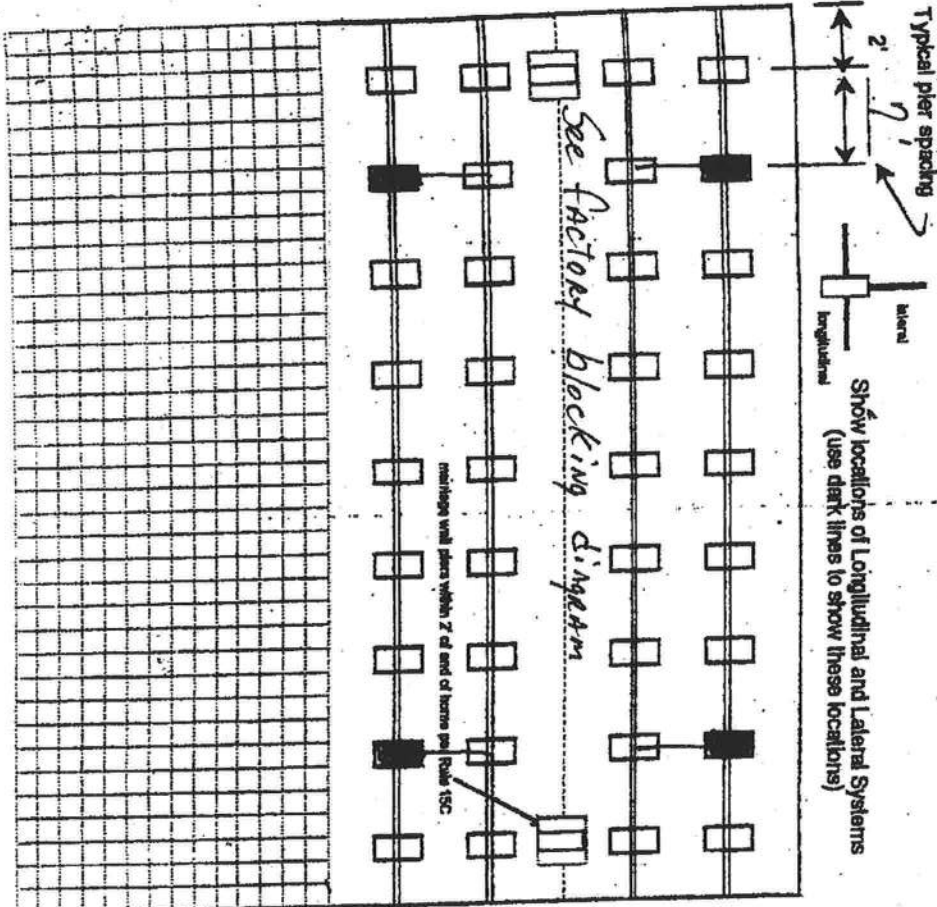 Typical pier spacing
2'
7'
lateral
longitudinal
Show locations of Longitudinal and Lateral Systems
(use dark lines to show these locations)
See factory blocking diagram
marriage wall piers within 2' of end of home per Rule 15C